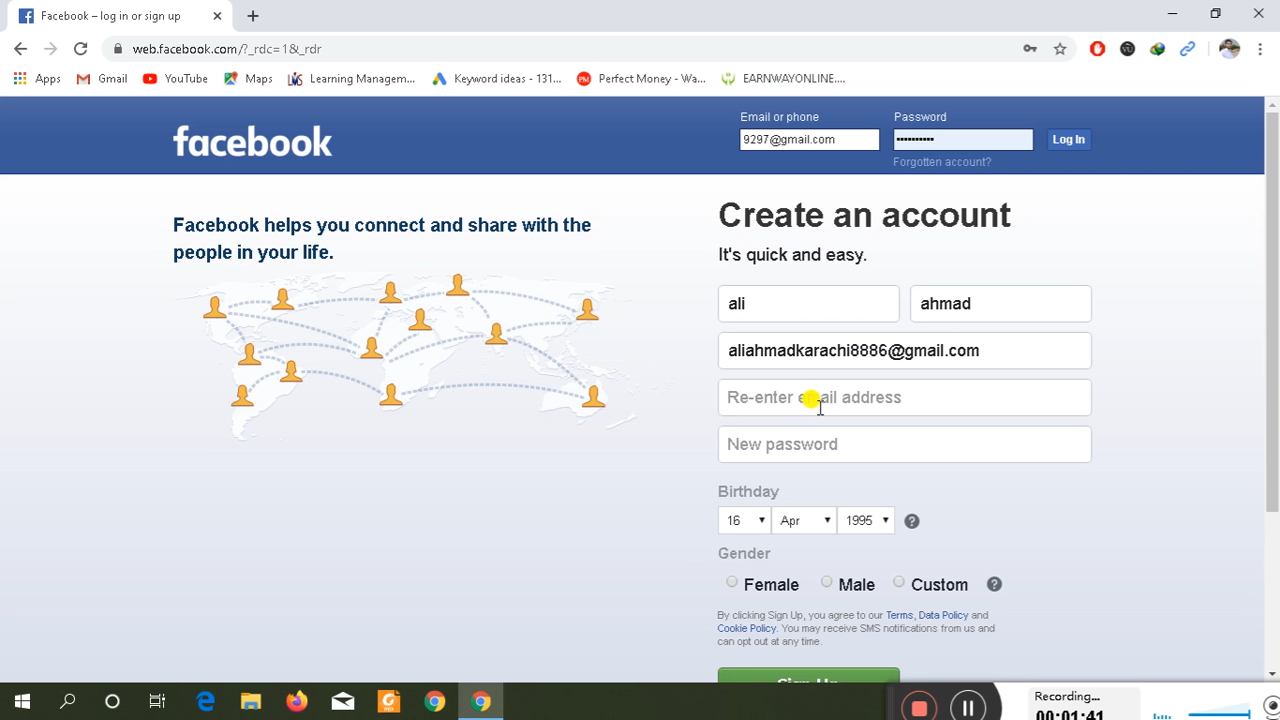 Facebook – log in or sign up
web.facebook.com/?_rdc=1&_rdr
Apps Gmail YouTube Maps Learning Managem... Keyword ideas - 131... Perfect Money - Wa... EARNWAYONLINE....
facebook
Email or phone Password
9297@gmail.com •••••••••• Log In
Forgotten account?
Facebook helps you connect and share with the
people in your life.
Create an account
It's quick and easy.
ali ahmad
aliahmadkarachi8886@gmail.com
Re-enter email address
New password
Birthday
16 Apr 1995
Gender
Female Male Custom
By clicking Sign Up, you agree to our Terms, Data Policy and
Cookie Policy. You may receive SMS notifications from us and
can opt out at any time.
Sign Up
Recording...
00:01:41